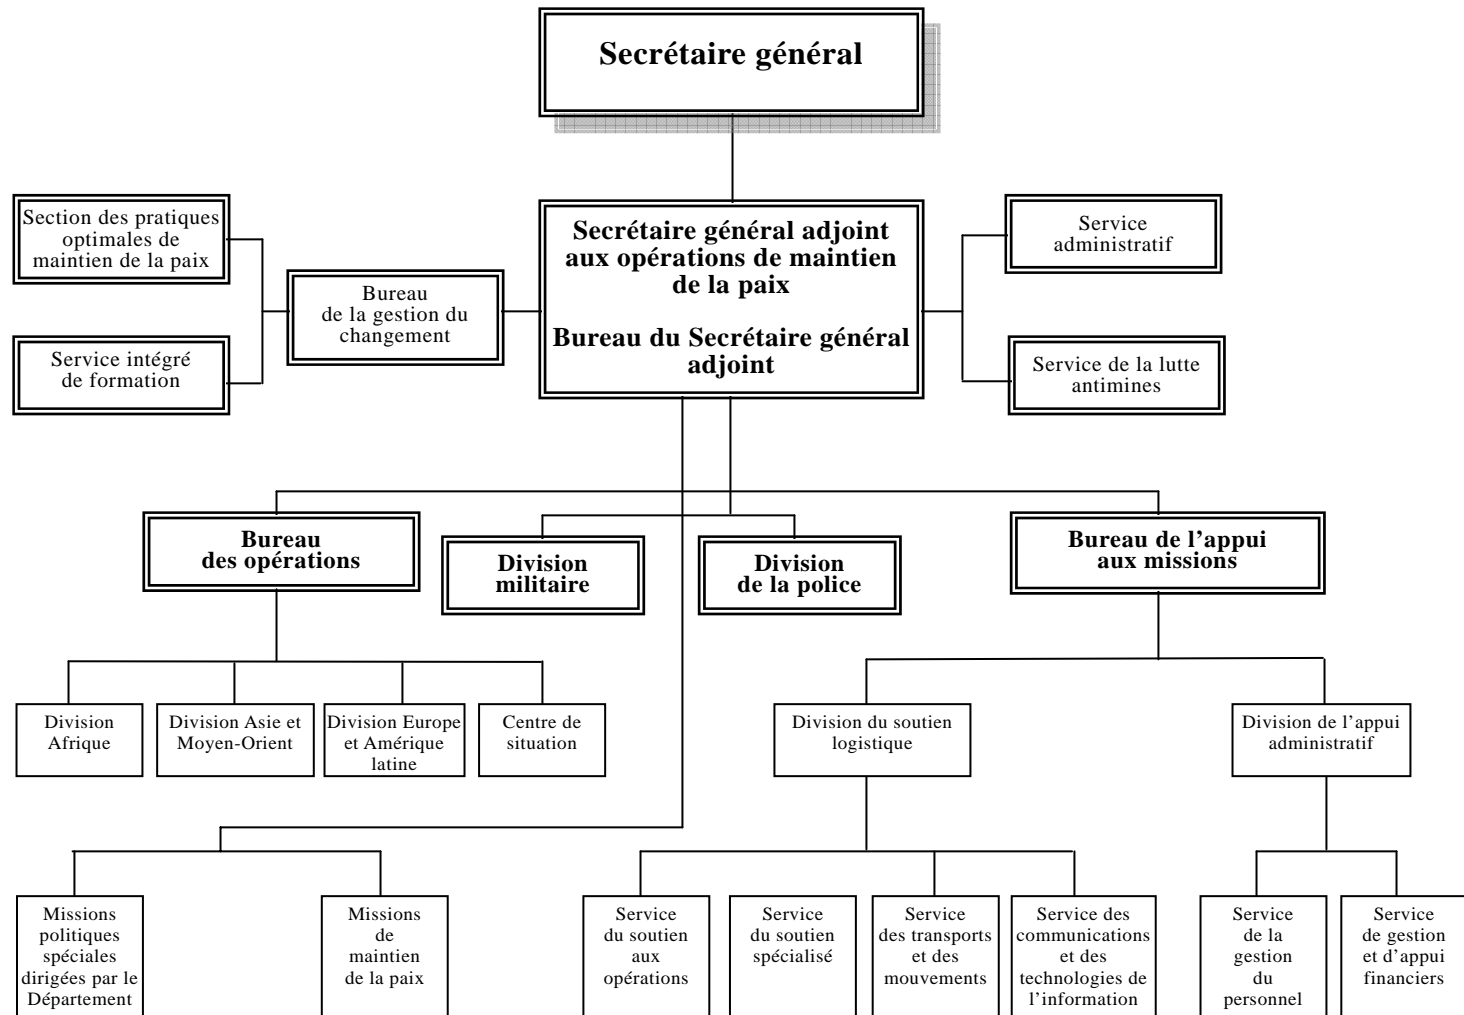 Secrétaire général
Section des pratiques
optimales de
maintien de la paix
Bureau
de la gestion du
changement
Service intégré
de formation
Secrétaire général adjoint
aux opérations de maintien
de la paix
Bureau du Secrétaire général
adjoint
Service
administratif
Service de la lutte
antimines
Bureau
des opérations
Division
militaire
Division
de la police
Bureau de l’appui
aux missions
Division
Afrique
Division Asie et
Moyen-Orient
Division Europe
et Amérique
latine
Centre de
situation
Division du soutien
logistique
Division de l’appui
administratif
Missions
politiques
spéciales
dirigées par le
Département
Missions
de
maintien
de la paix
Service
du soutien
aux
opérations
Service
du soutien
spécialisé
Service
des transports
et des
mouvements
Service des
communications
et des
technologies de
l’information
Service
de la
gestion
du
personnel
Service
de gestion
et d’appui
financiers